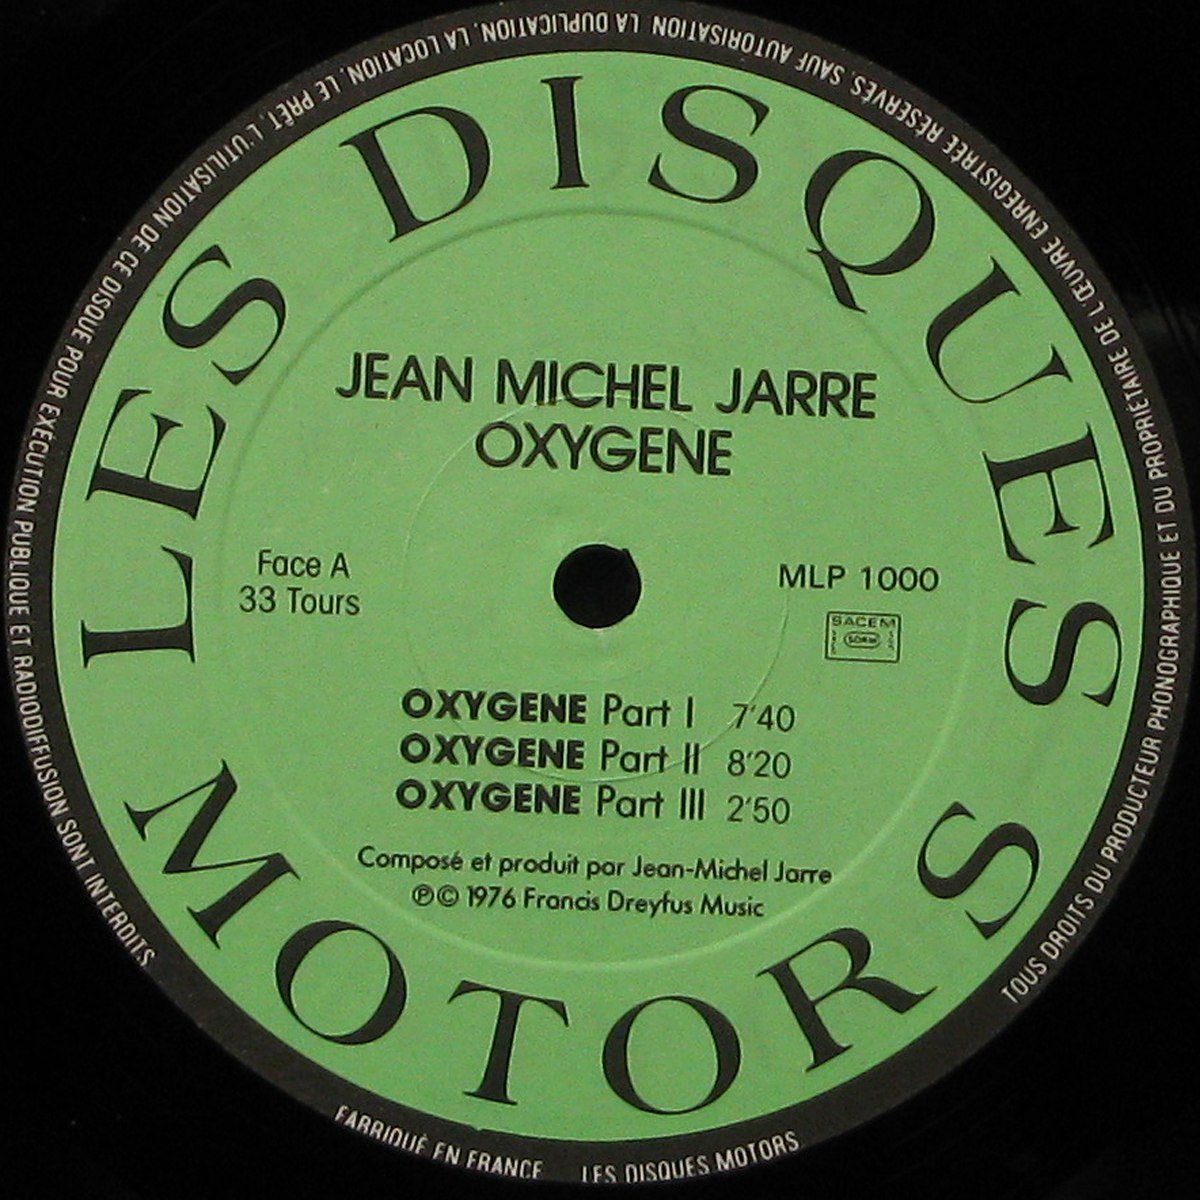 LES DISQUES MOTORS
JEAN MICHEL JARRE
OXYGENE
Face A
33 Tours
MLP 1000
SACEM
SDRM
OXYGENE Part I 7'40
OXYGENE Part II 8'20
OXYGENE Part III 2'50
Composé et produit par Jean-Michel Jarre
℗© 1976 Francis Dreyfus Music
TOUS DROITS DU PRODUCTEUR PHONOGRAPHIQUE ET DU PROPRIÉTAIRE DE L'ŒUVRE ENREGISTRÉE RÉSERVÉS. SAUF AUTORISATION LA DUPLICATION, LA LOCATION, LE PRÊT, L'UTILISATION DE CE DISQUE POUR EXÉCUTION PUBLIQUE ET RADIODIFFUSION SONT INTERDITS
FABRIQUÉ EN FRANCE LES DISQUES MOTORS